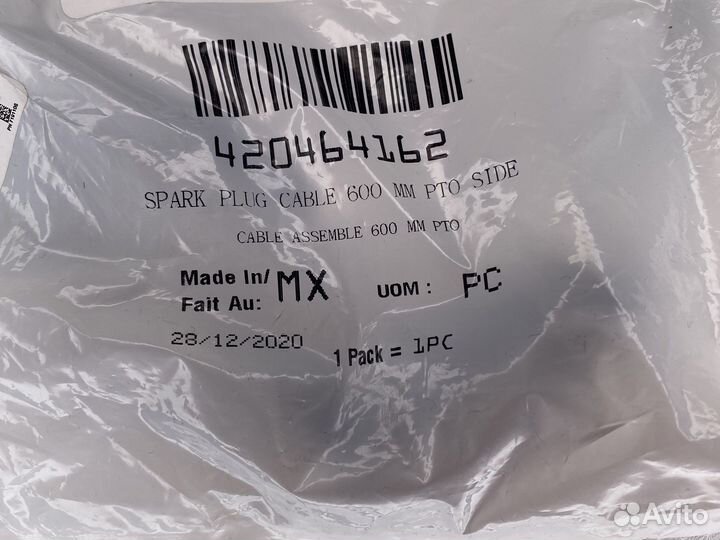 420464162
SPARK PLUG CABLE 600 MM PTO SIDE
CABLE ASSEMBLE 600 MM PTO
Made In/ MX UOM : PC
Fait Au:
28/12/2020 1 Pack = 1PC
Avito